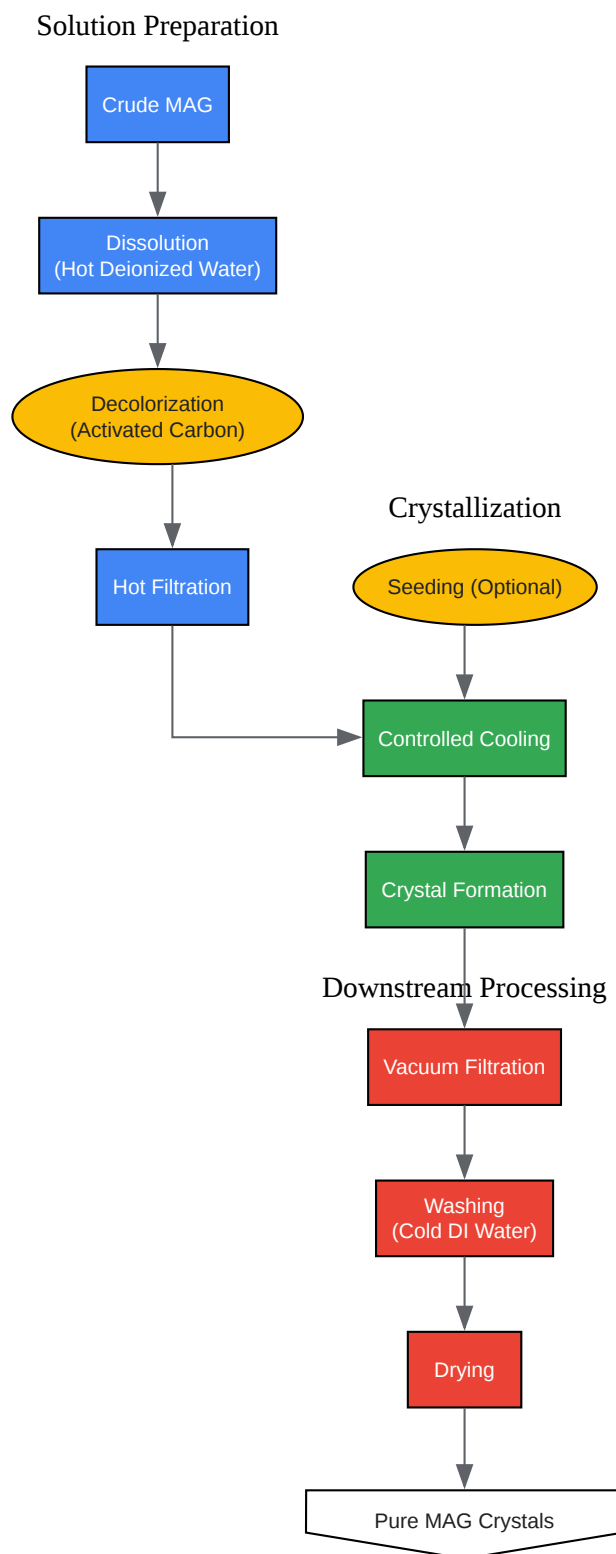 Solution Preparation
Crude MAG
Dissolution
(Hot Deionized Water)
Decolorization
(Activated Carbon)
Hot Filtration
Crystallization
Seeding (Optional)
Controlled Cooling
Crystal Formation
Downstream Processing
Vacuum Filtration
Washing
(Cold DI Water)
Drying
Pure MAG Crystals